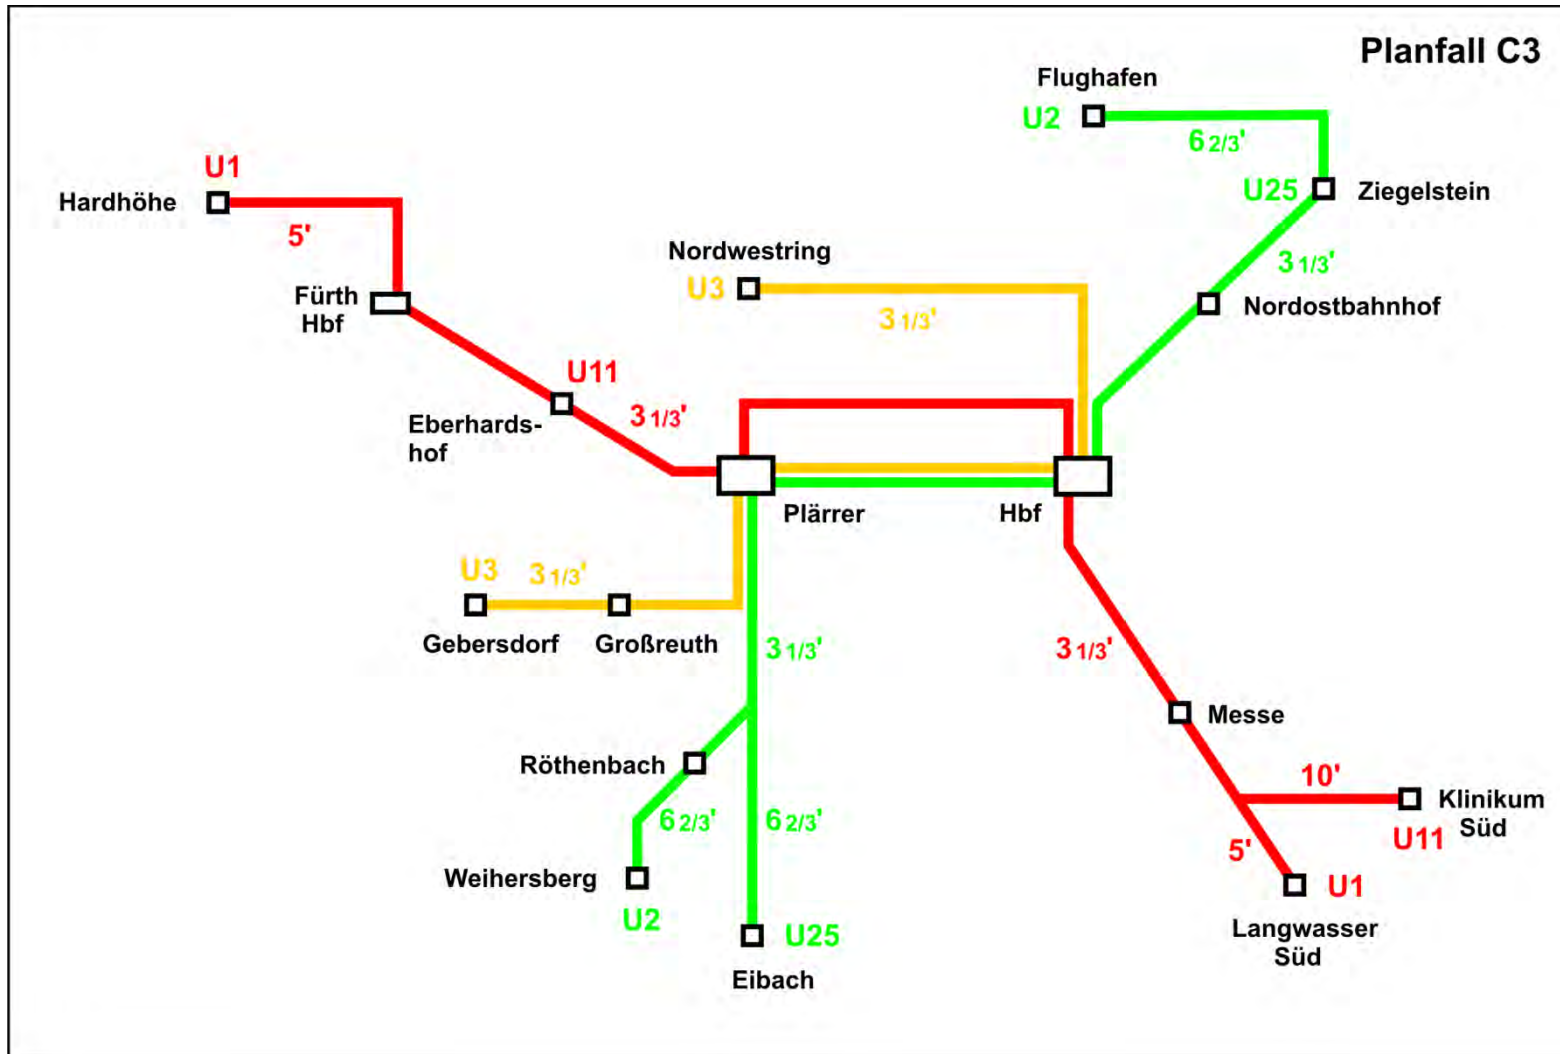 Planfall C3
Flughafen
U2
6 2/3'
U1
Hardhöhe
5'
U25
Ziegelstein
Nordwestring
U3
3 1/3'
3 1/3'
Nordostbahnhof
Fürth
Hbf
U11
Eberhards-
hof
3 1/3'
Plärrer
Hbf
U3
3 1/3'
Gebersdorf
Großreuth
3 1/3'
3 1/3'
Messe
Röthenbach
10'
Klinikum
Süd
U11
6 2/3'
6 2/3'
5'
Weihersberg
U1
U2
U25
Langwasser
Süd
Eibach